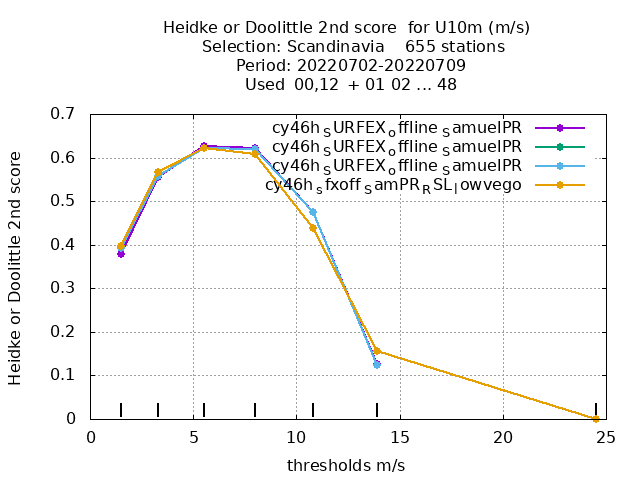 Heidke or Doolittle 2nd score for U10m (m/s)
Selection: Scandinavia 655 stations
Period: 20220702-20220709
Used 00,12 + 01 02 ... 48
cy46h_SURFEX_offline_SamuelPR
cy46h_SURFEX_offline_SamuelPR
cy46h_SURFEX_offline_SamuelPR
cy46h_sfxoff_SamPR_RSL_lowvego
Heidke or Doolittle 2nd score
0.7
0.6
0.5
0.4
0.3
0.2
0.1
0
0 5 10 15 20 25
thresholds m/s